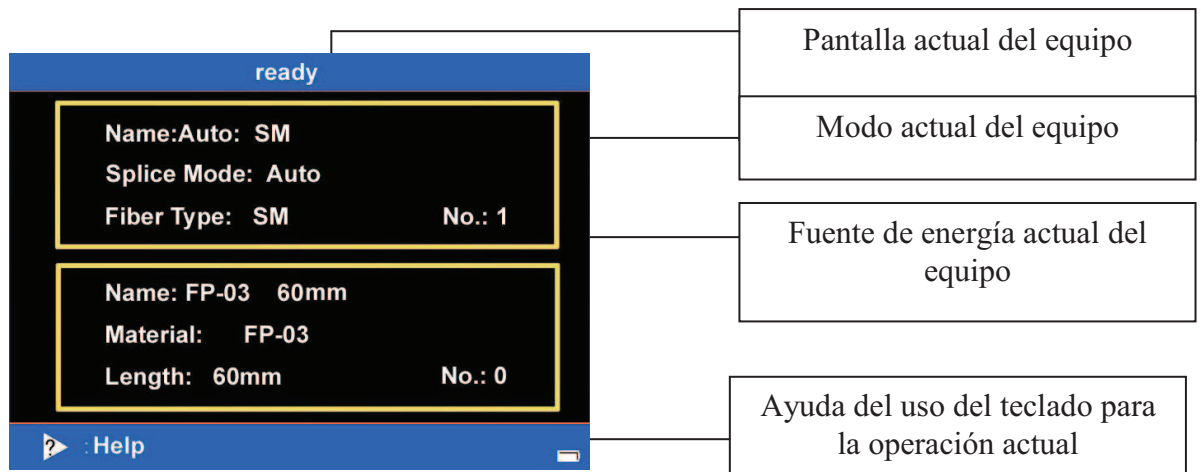 ready
Name:Auto: SM
Splice Mode: Auto
Fiber Type: SM No.: 1
Name: FP-03 60mm
Material: FP-03
Length: 60mm No.: 0
? :Help
Pantalla actual del equipo
Modo actual del equipo
Fuente de energía actual del
equipo
Ayuda del uso del teclado para
la operación actual